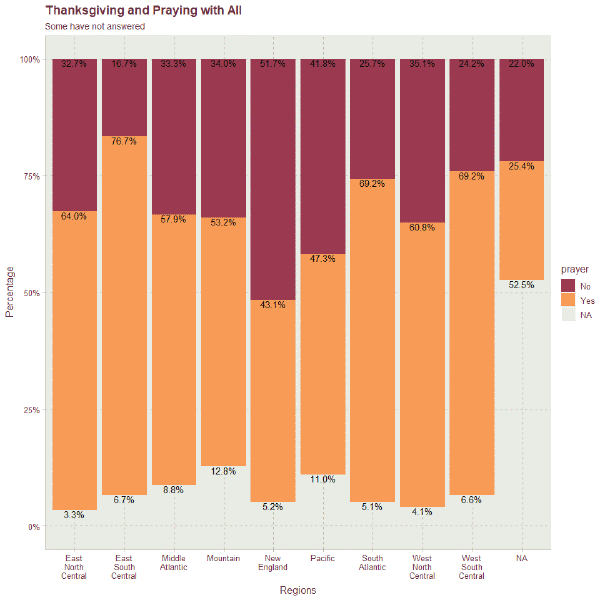 Thanksgiving and Praying with All
Some have not answered
100%
75%
50%
25%
0%
Percentage
32.7% 16.7% 33.3% 34.0% 51.7% 41.8% 25.7% 35.1% 24.2% 22.0%
64.0% 76.7% 57.9% 53.2% 43.1% 47.3% 69.2% 60.8% 69.2% 25.4%
3.3% 6.7% 8.8% 12.8% 5.2% 11.0% 5.1% 4.1% 6.6% 52.5%
East North Central
East South Central
Middle Atlantic
Mountain
New England
Pacific
South Atlantic
West North Central
West South Central
NA
Regions
prayer
No
Yes
NA